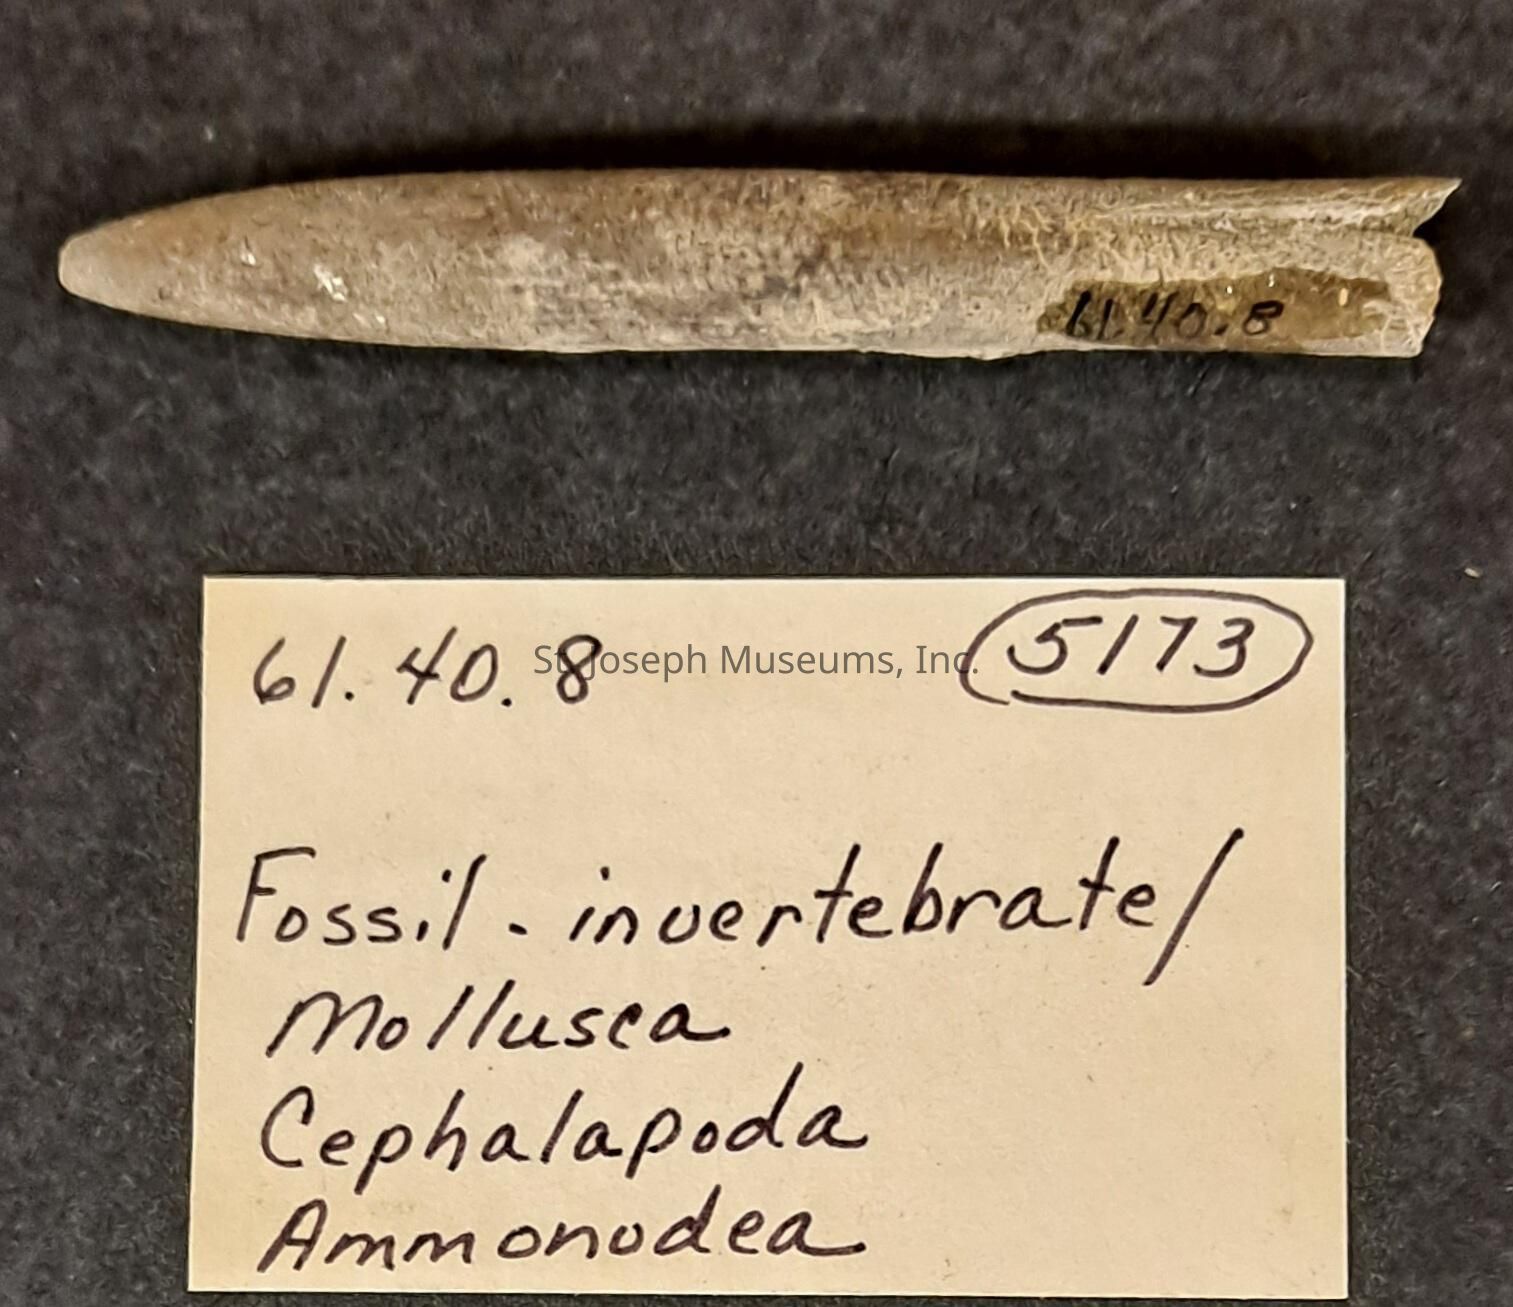 61.40.8
61.40.8
5173
St. Joseph Museums, Inc.
Fossil - invertebrate/
Mollusca
Cephalapoda
Ammonodea